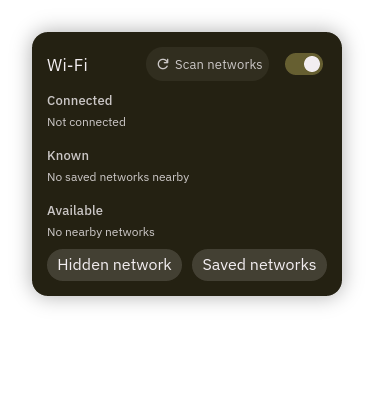 Wi-Fi
Scan networks
Connected
Not connected
Known
No saved networks nearby
Available
No nearby networks
Hidden network
Saved networks